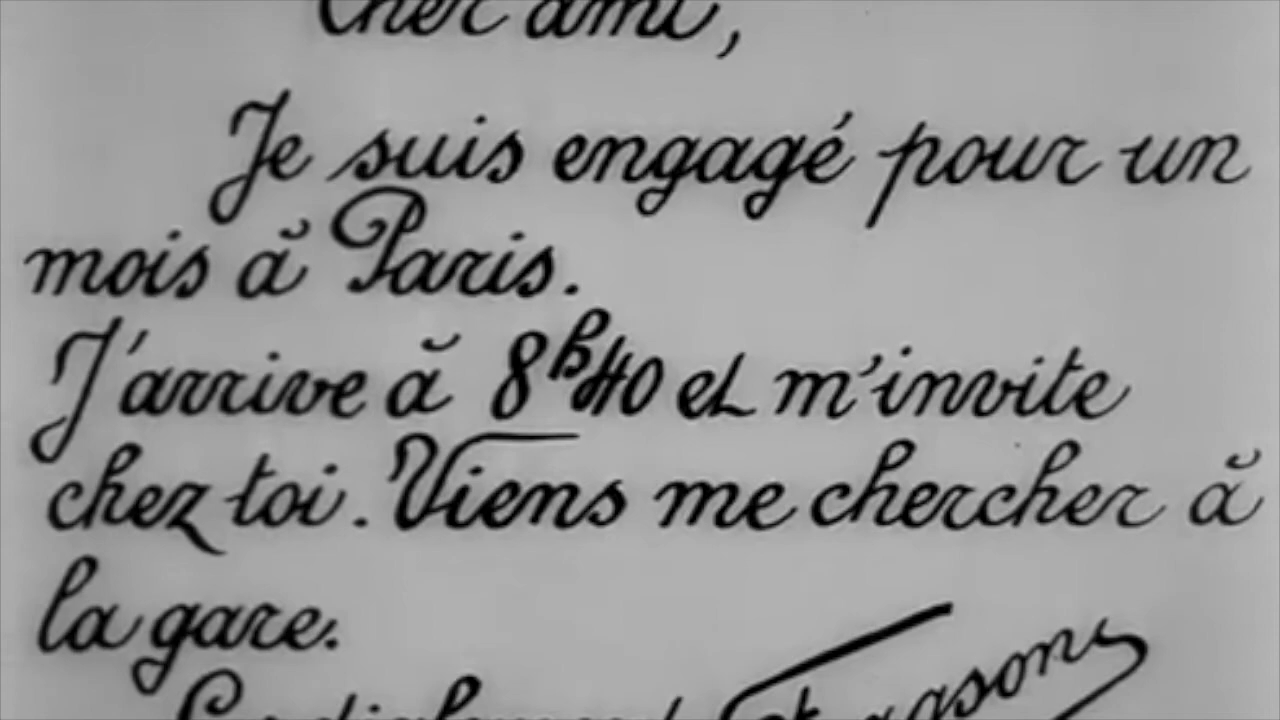 Cher ami,
Je suis engagé pour un
mois à Paris.
J'arrive à 8h40 et m'invite
chez toi. Viens me chercher à
la gare.
Cordialement